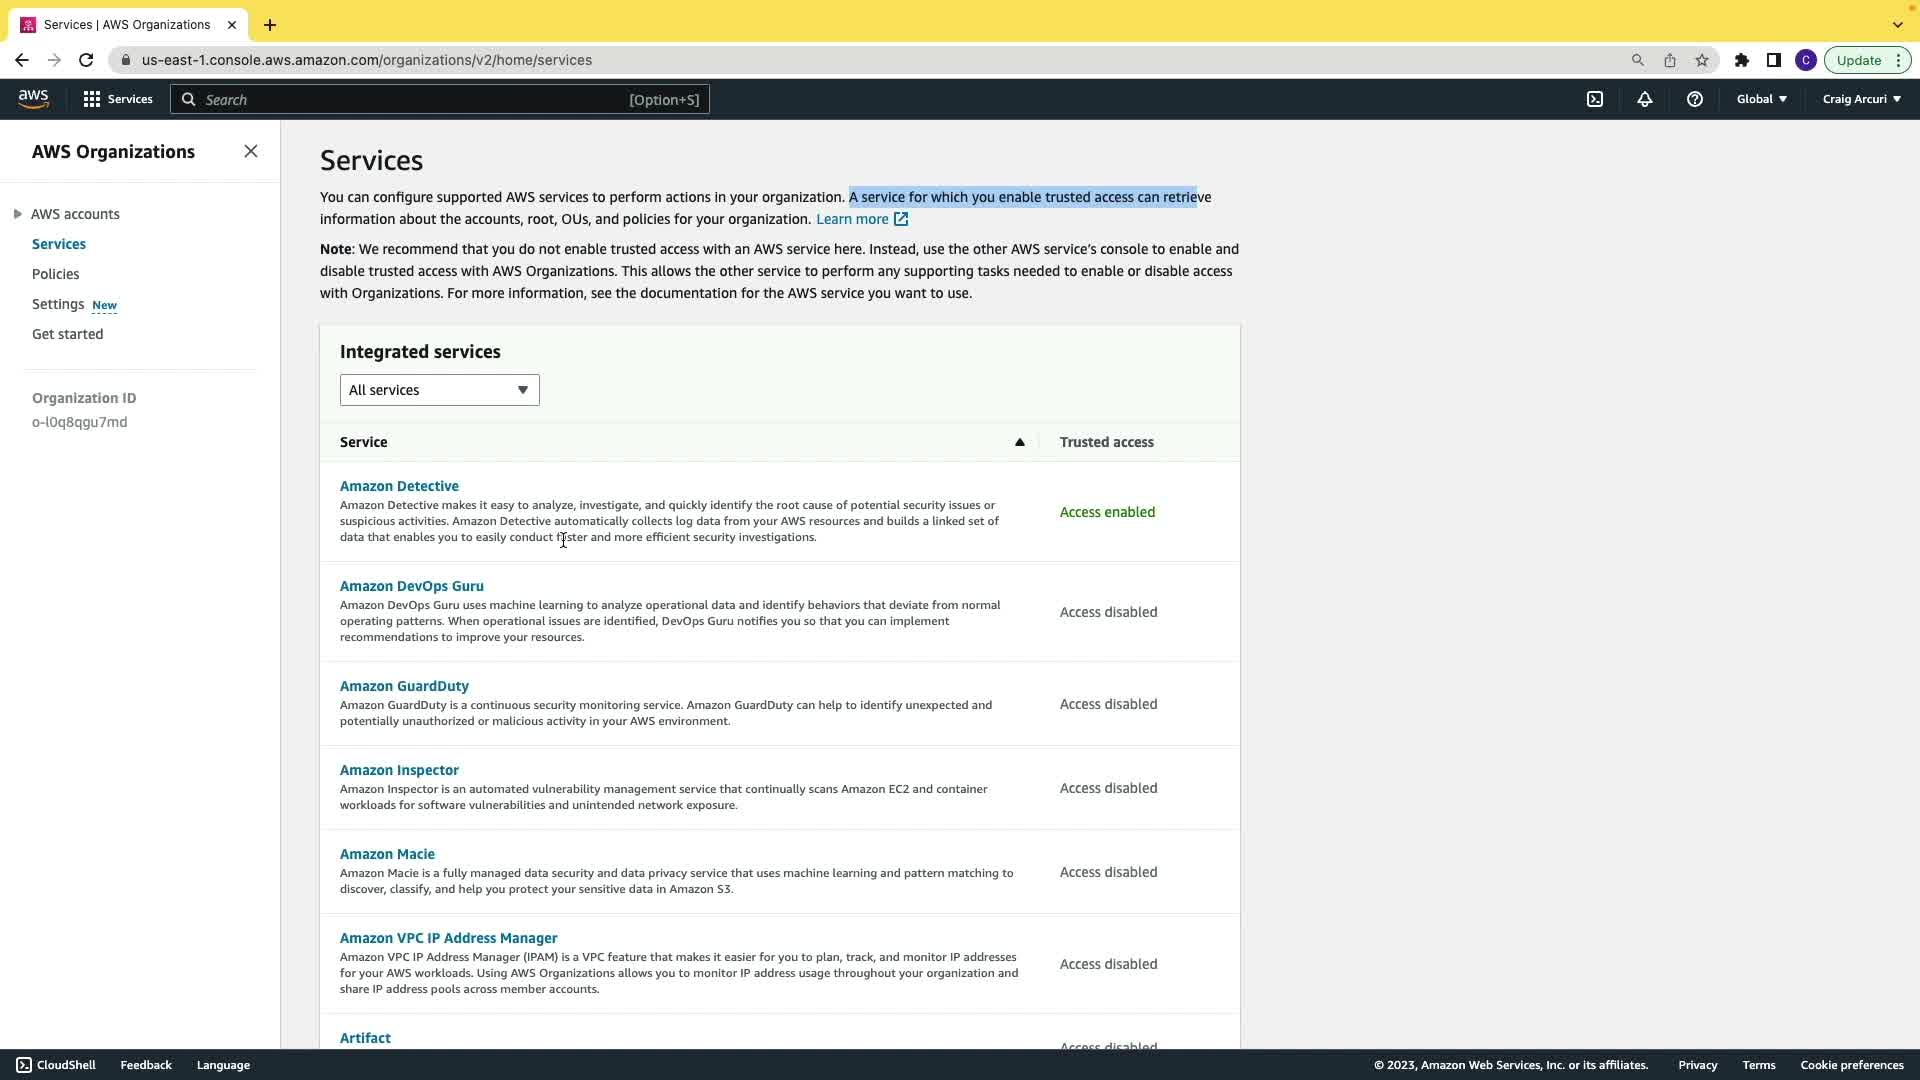 Services | AWS Organizations
us-east-1.console.aws.amazon.com/organizations/v2/home/services
C
Update
aws
Services
Search
[Option+S]
Global
Craig Arcuri
AWS Organizations
AWS accounts
Services
Policies
Settings New
Get started
Organization ID
o-l0q8qgu7md
Services
You can configure supported AWS services to perform actions in your organization. A service for which you enable trusted access can retrieve
information about the accounts, root, OUs, and policies for your organization. Learn more
Note: We recommend that you do not enable trusted access with an AWS service here. Instead, use the other AWS service's console to enable and
disable trusted access with AWS Organizations. This allows the other service to perform any supporting tasks needed to enable or disable access
with Organizations. For more information, see the documentation for the AWS service you want to use.
Integrated services
All services
Service
Trusted access
Amazon Detective
Amazon Detective makes it easy to analyze, investigate, and quickly identify the root cause of potential security issues or
suspicious activities. Amazon Detective automatically collects log data from your AWS resources and builds a linked set of
data that enables you to easily conduct faster and more efficient security investigations.
Access enabled
Amazon DevOps Guru
Amazon DevOps Guru uses machine learning to analyze operational data and identify behaviors that deviate from normal
operating patterns. When operational issues are identified, DevOps Guru notifies you so that you can implement
recommendations to improve your resources.
Access disabled
Amazon GuardDuty
Amazon GuardDuty is a continuous security monitoring service. Amazon GuardDuty can help to identify unexpected and
potentially unauthorized or malicious activity in your AWS environment.
Access disabled
Amazon Inspector
Amazon Inspector is an automated vulnerability management service that continually scans Amazon EC2 and container
workloads for software vulnerabilities and unintended network exposure.
Access disabled
Amazon Macie
Amazon Macie is a fully managed data security and data privacy service that uses machine learning and pattern matching to
discover, classify, and help you protect your sensitive data in Amazon S3.
Access disabled
Amazon VPC IP Address Manager
Amazon VPC IP Address Manager (IPAM) is a VPC feature that makes it easier for you to plan, track, and monitor IP addresses
for your AWS workloads. Using AWS Organizations allows you to monitor IP address usage throughout your organization and
share IP address pools across member accounts.
Access disabled
Artifact
Access disabled
CloudShell
Feedback
Language
© 2023, Amazon Web Services, Inc. or its affiliates.
Privacy
Terms
Cookie preferences